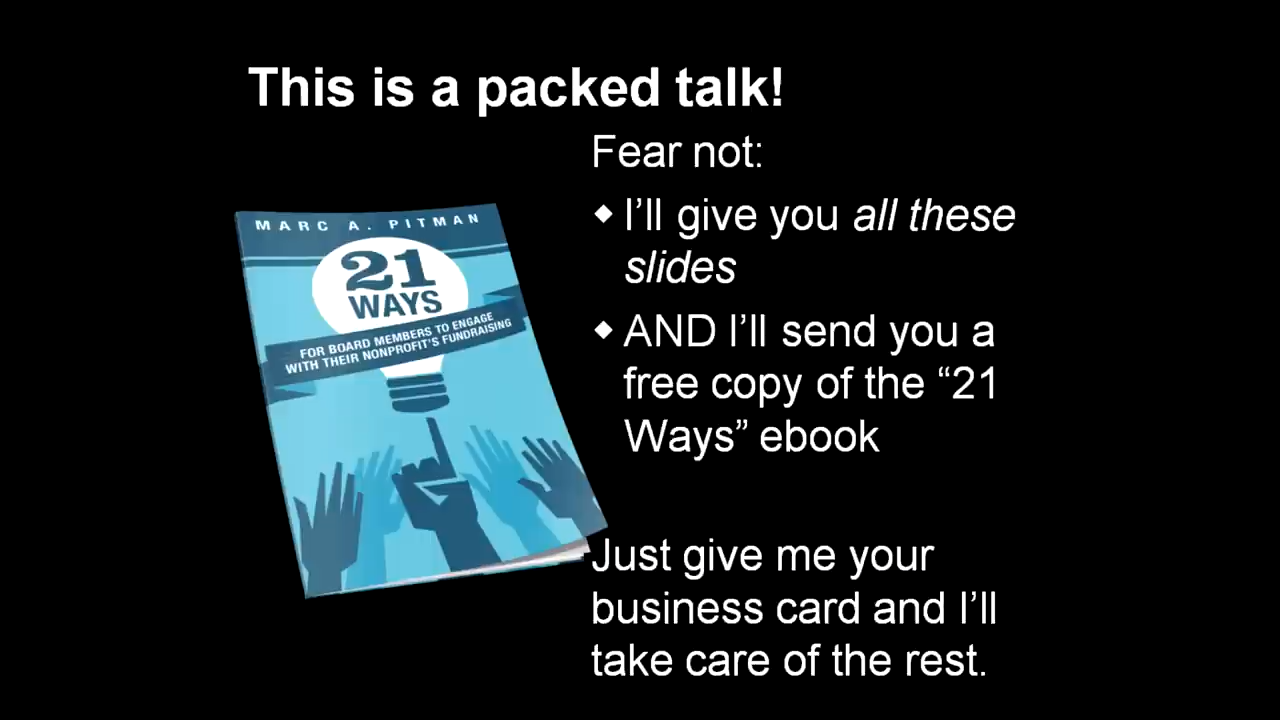 This is a packed talk!
MARC A. PITMAN
21
WAYS
FOR BOARD MEMBERS TO ENGAGE
WITH THEIR NONPROFIT'S FUNDRAISING
Fear not:
◆ I’ll give you all these
slides
◆ AND I’ll send you a
free copy of the “21
Ways” ebook
Just give me your
business card and I’ll
take care of the rest.